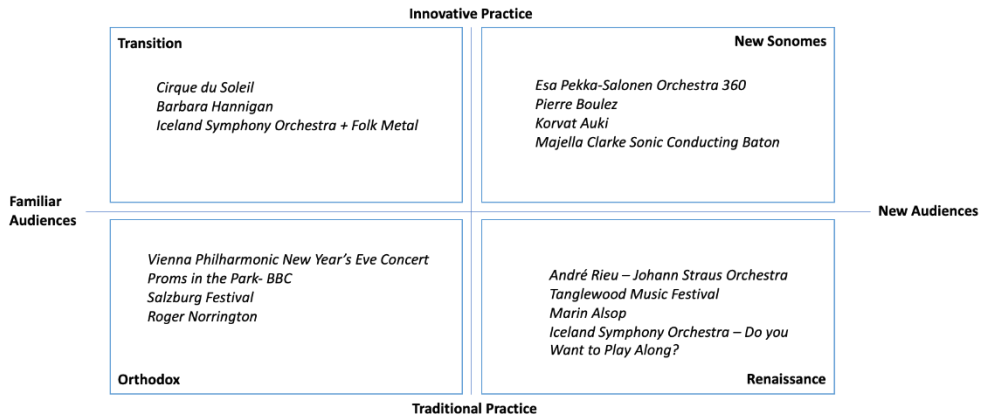 Innovative Practice
Transition
Cirque du Soleil
Barbara Hannigan
Iceland Symphony Orchestra + Folk Metal
New Sonomes
Esa Pekka-Salonen Orchestra 360
Pierre Boulez
Korvat Auki
Majella Clarke Sonic Conducting Baton
Familiar
Audiences
New Audiences
Vienna Philharmonic New Year’s Eve Concert
Proms in the Park- BBC
Salzburg Festival
Roger Norrington
Orthodox
André Rieu – Johann Straus Orchestra
Tanglewood Music Festival
Marin Alsop
Iceland Symphony Orchestra – Do you
Want to Play Along?
Renaissance
Traditional Practice